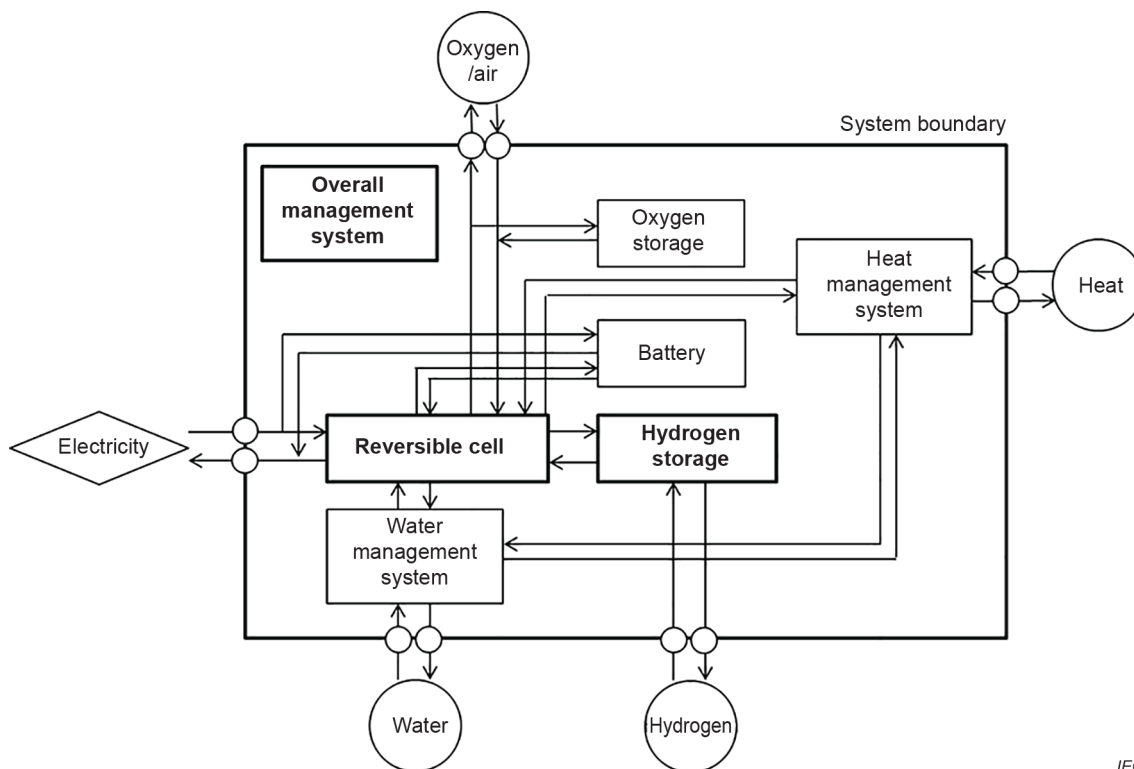 Oxygen
/air
System boundary
Overall
management
system
Oxygen
storage
Heat
management
system
Heat
Battery
Electricity
Reversible cell
Hydrogen
storage
Water
management
system
Water
Hydrogen